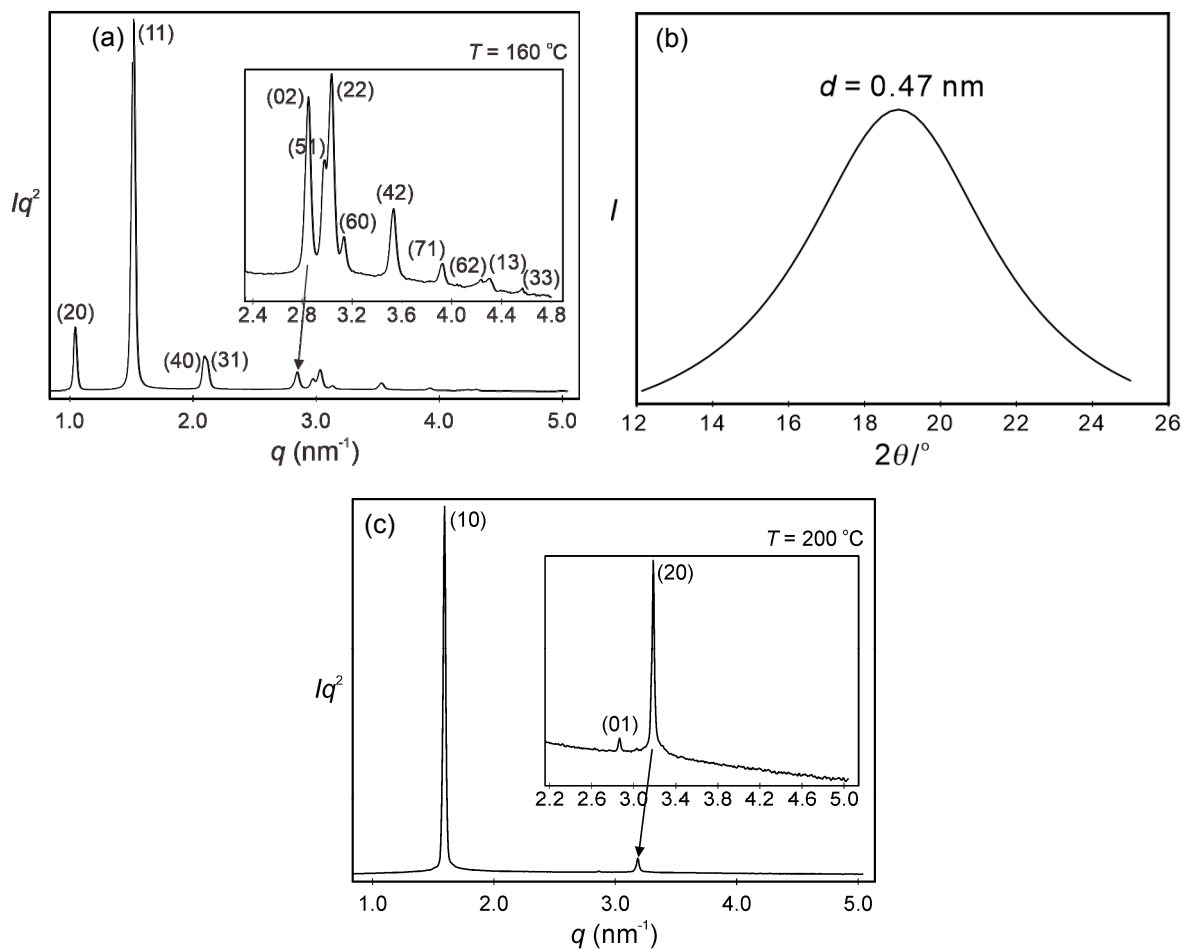 (a)
(11)
T = 160 °C
(02)
(22)
(51)
(60)
(42)
(71)
(62)
(13)
(33)
2.4 2.8 3.2 3.6 4.0 4.4 4.8
Iq²
(20)
(40)
(31)
1.0 2.0 3.0 4.0 5.0
q (nm⁻¹)
(b)
d = 0.47 nm
I
12 14 16 18 20 22 24 26
2θ/°
(c)
(10)
T = 200 °C
(20)
(01)
2.2 2.6 3.0 3.4 3.8 4.2 4.6 5.0
Iq²
1.0 2.0 3.0 4.0 5.0
q (nm⁻¹)